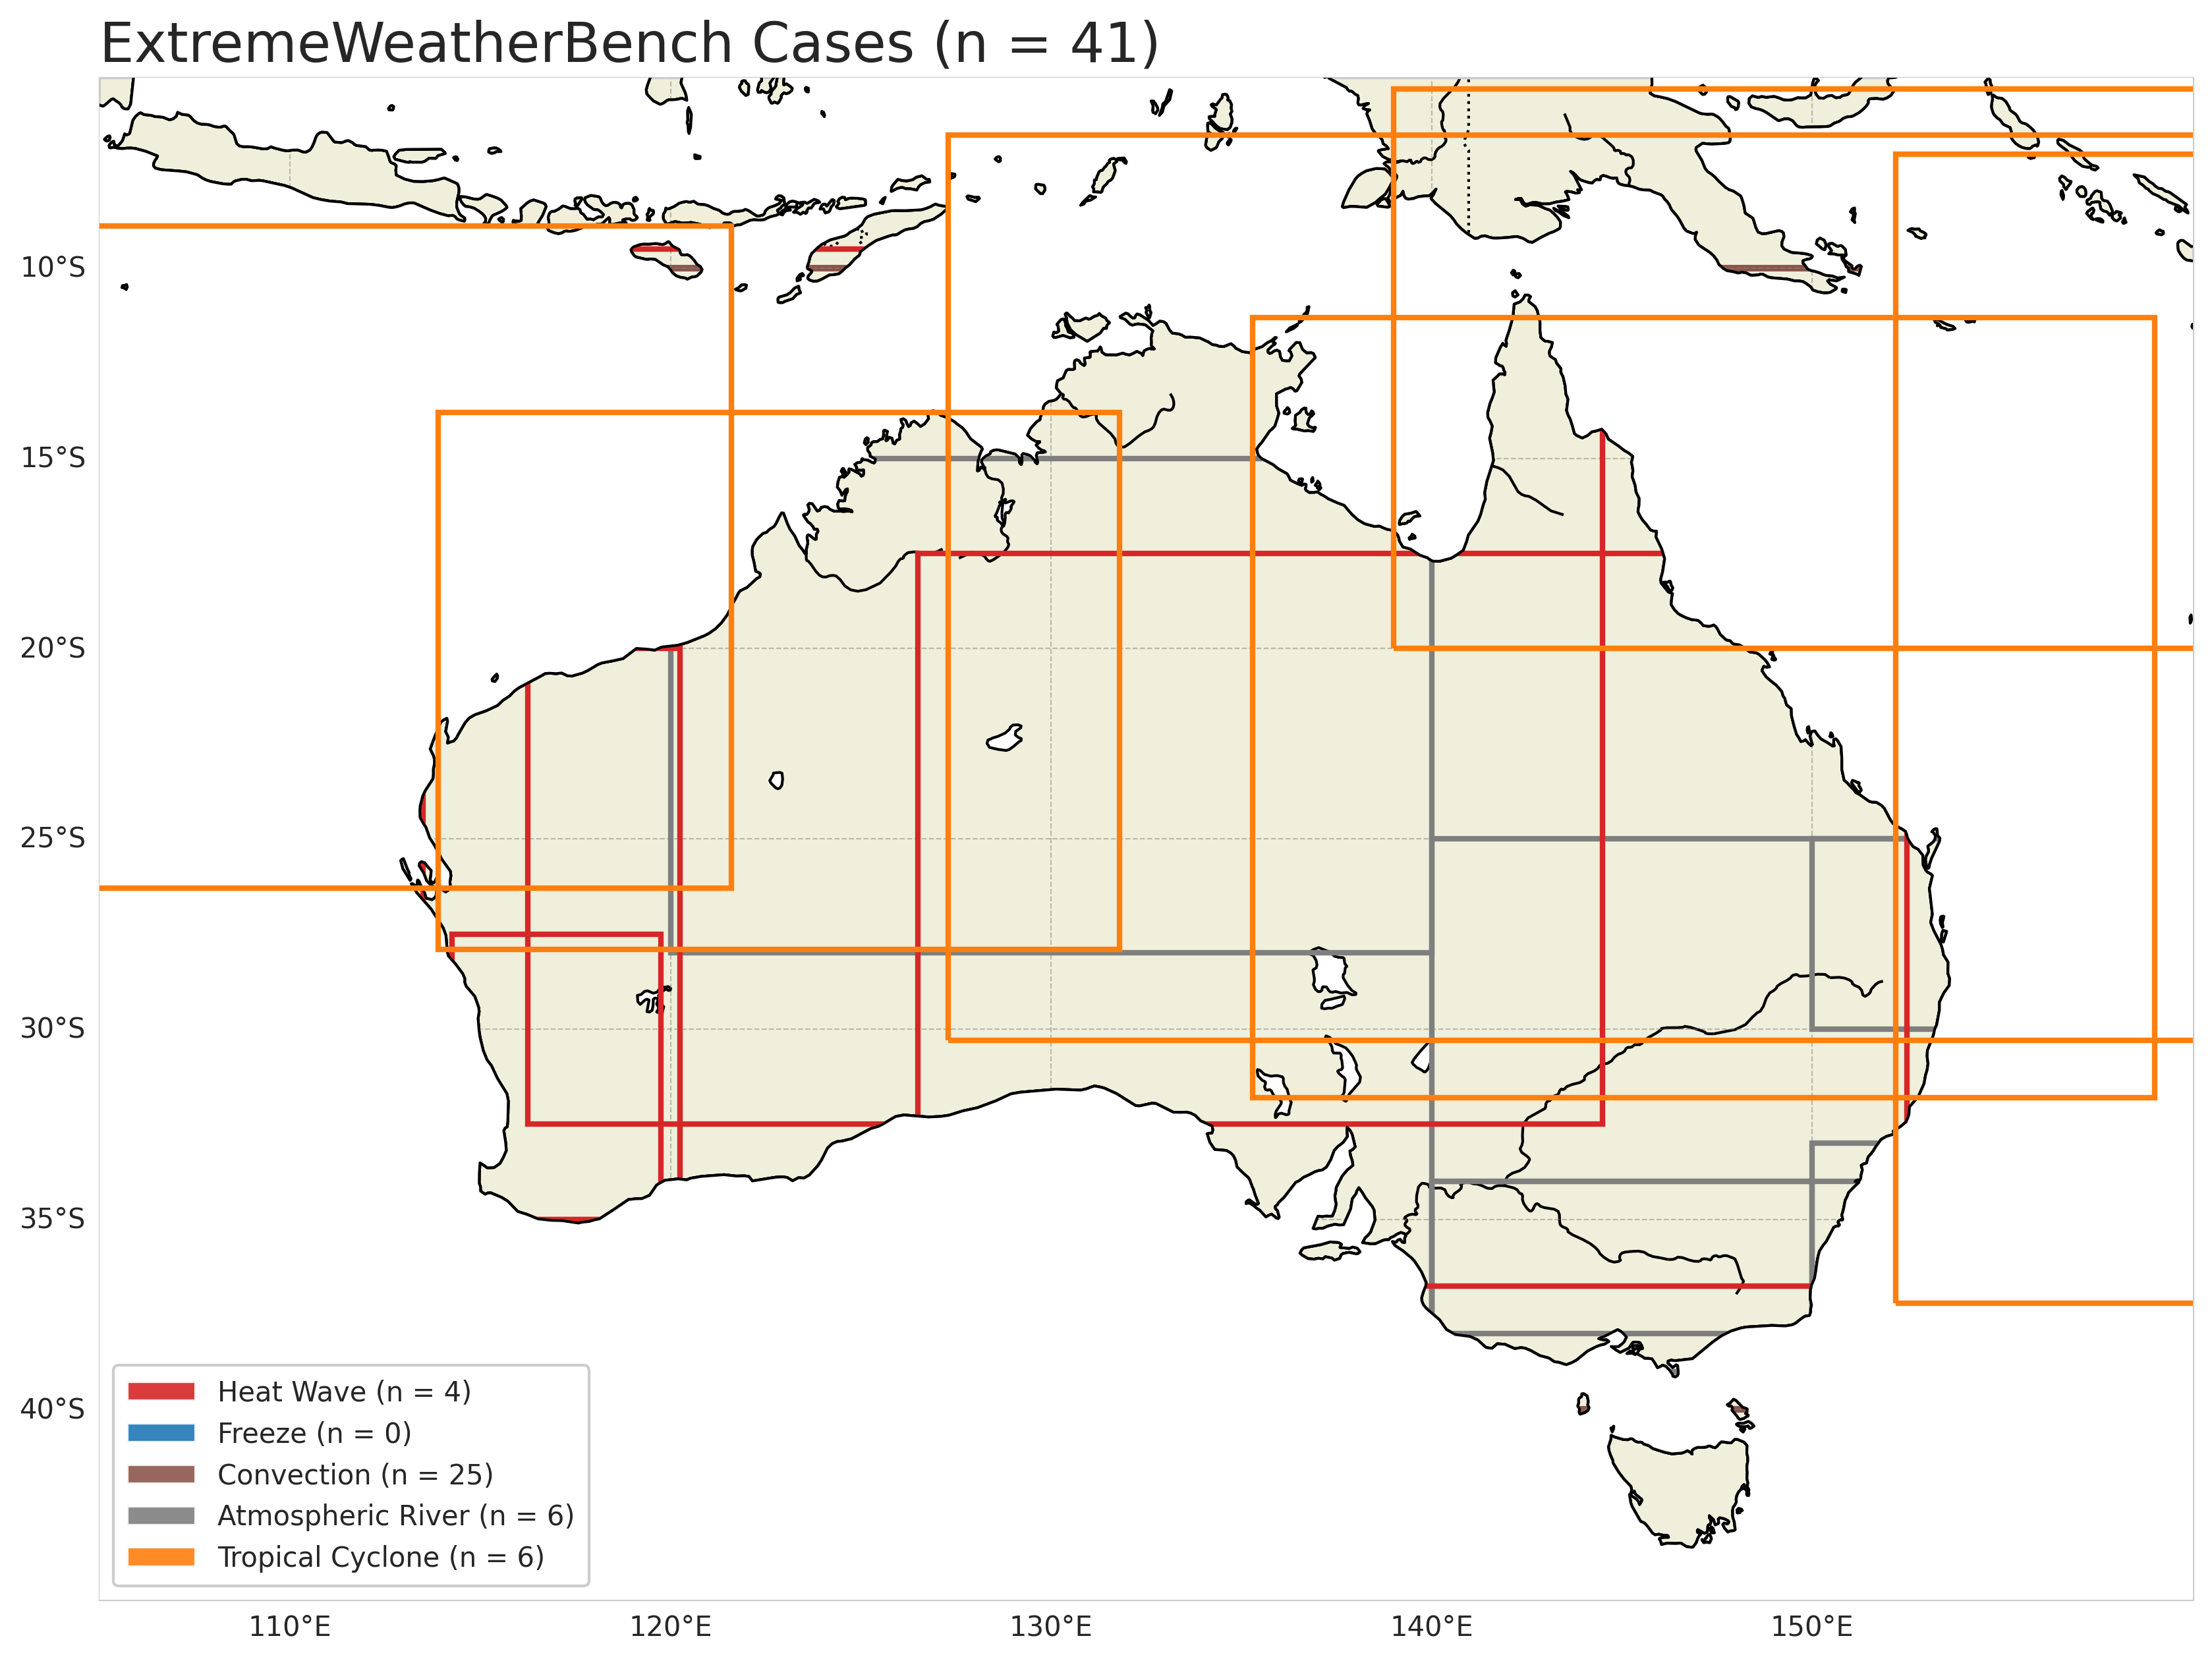 ExtremeWeatherBench Cases (n = 41)
10°S
15°S
20°S
25°S
30°S
35°S
40°S
Heat Wave (n = 4)
Freeze (n = 0)
Convection (n = 25)
Atmospheric River (n = 6)
Tropical Cyclone (n = 6)
110°E
120°E
130°E
140°E
150°E